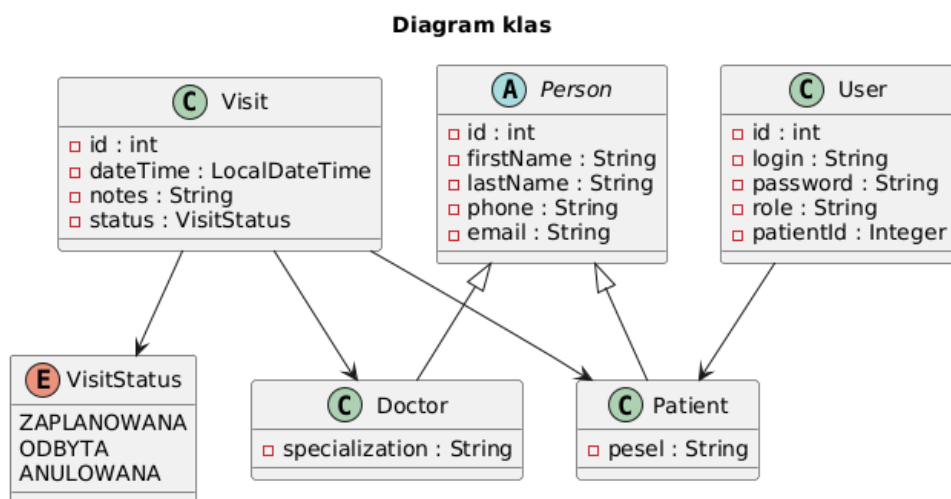 Diagram klas
C Visit
id : int
dateTime : LocalDateTime
notes : String
status : VisitStatus
A Person
id : int
firstName : String
lastName : String
phone : String
email : String
C User
id : int
login : String
password : String
role : String
patientId : Integer
E VisitStatus
ZAPLANOWANA
ODBYTA
ANULOWANA
C Doctor
specialization : String
C Patient
pesel : String